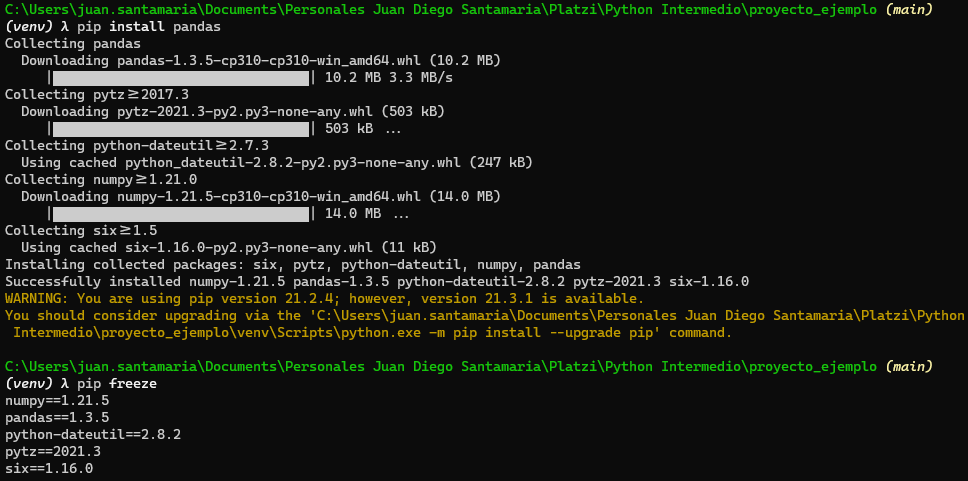 C:\Users\juan.santamaria\Documents\Personales Juan Diego Santamaria\Platzi\Python Intermedio\proyecto_ejemplo (main)
(venv) λ pip install pandas
Collecting pandas
  Downloading pandas-1.3.5-cp310-cp310-win_amd64.whl (10.2 MB)
     |████████████████████████████████| 10.2 MB 3.3 MB/s
Collecting pytz≥2017.3
  Downloading pytz-2021.3-py2.py3-none-any.whl (503 kB)
     |████████████████████████████████| 503 kB ...
Collecting python-dateutil≥2.7.3
  Using cached python_dateutil-2.8.2-py2.py3-none-any.whl (247 kB)
Collecting numpy≥1.21.0
  Downloading numpy-1.21.5-cp310-cp310-win_amd64.whl (14.0 MB)
     |████████████████████████████████| 14.0 MB ...
Collecting six≥1.5
  Using cached six-1.16.0-py2.py3-none-any.whl (11 kB)
Installing collected packages: six, pytz, python-dateutil, numpy, pandas
Successfully installed numpy-1.21.5 pandas-1.3.5 python-dateutil-2.8.2 pytz-2021.3 six-1.16.0
WARNING: You are using pip version 21.2.4; however, version 21.3.1 is available.
You should consider upgrading via the 'C:\Users\juan.santamaria\Documents\Personales Juan Diego Santamaria\Platzi\Python
 Intermedio\proyecto_ejemplo\venv\Scripts\python.exe -m pip install --upgrade pip' command.
C:\Users\juan.santamaria\Documents\Personales Juan Diego Santamaria\Platzi\Python Intermedio\proyecto_ejemplo (main)
(venv) λ pip freeze
numpy==1.21.5
pandas==1.3.5
python-dateutil==2.8.2
pytz==2021.3
six==1.16.0